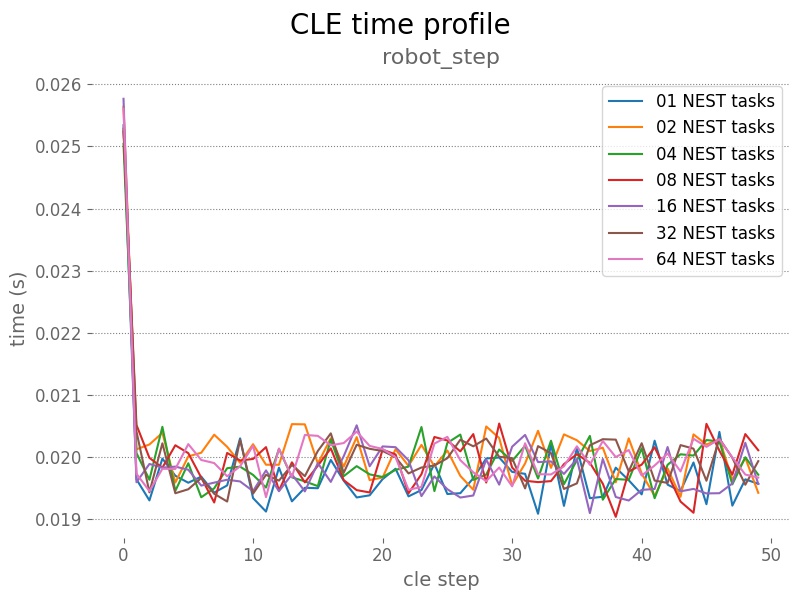 CLE time profile
robot_step
0.026
0.025
0.024
0.023
0.022
0.021
0.020
0.019
time (s)
01 NEST tasks
02 NEST tasks
04 NEST tasks
08 NEST tasks
16 NEST tasks
32 NEST tasks
64 NEST tasks
0 10 20 30 40 50
cle step